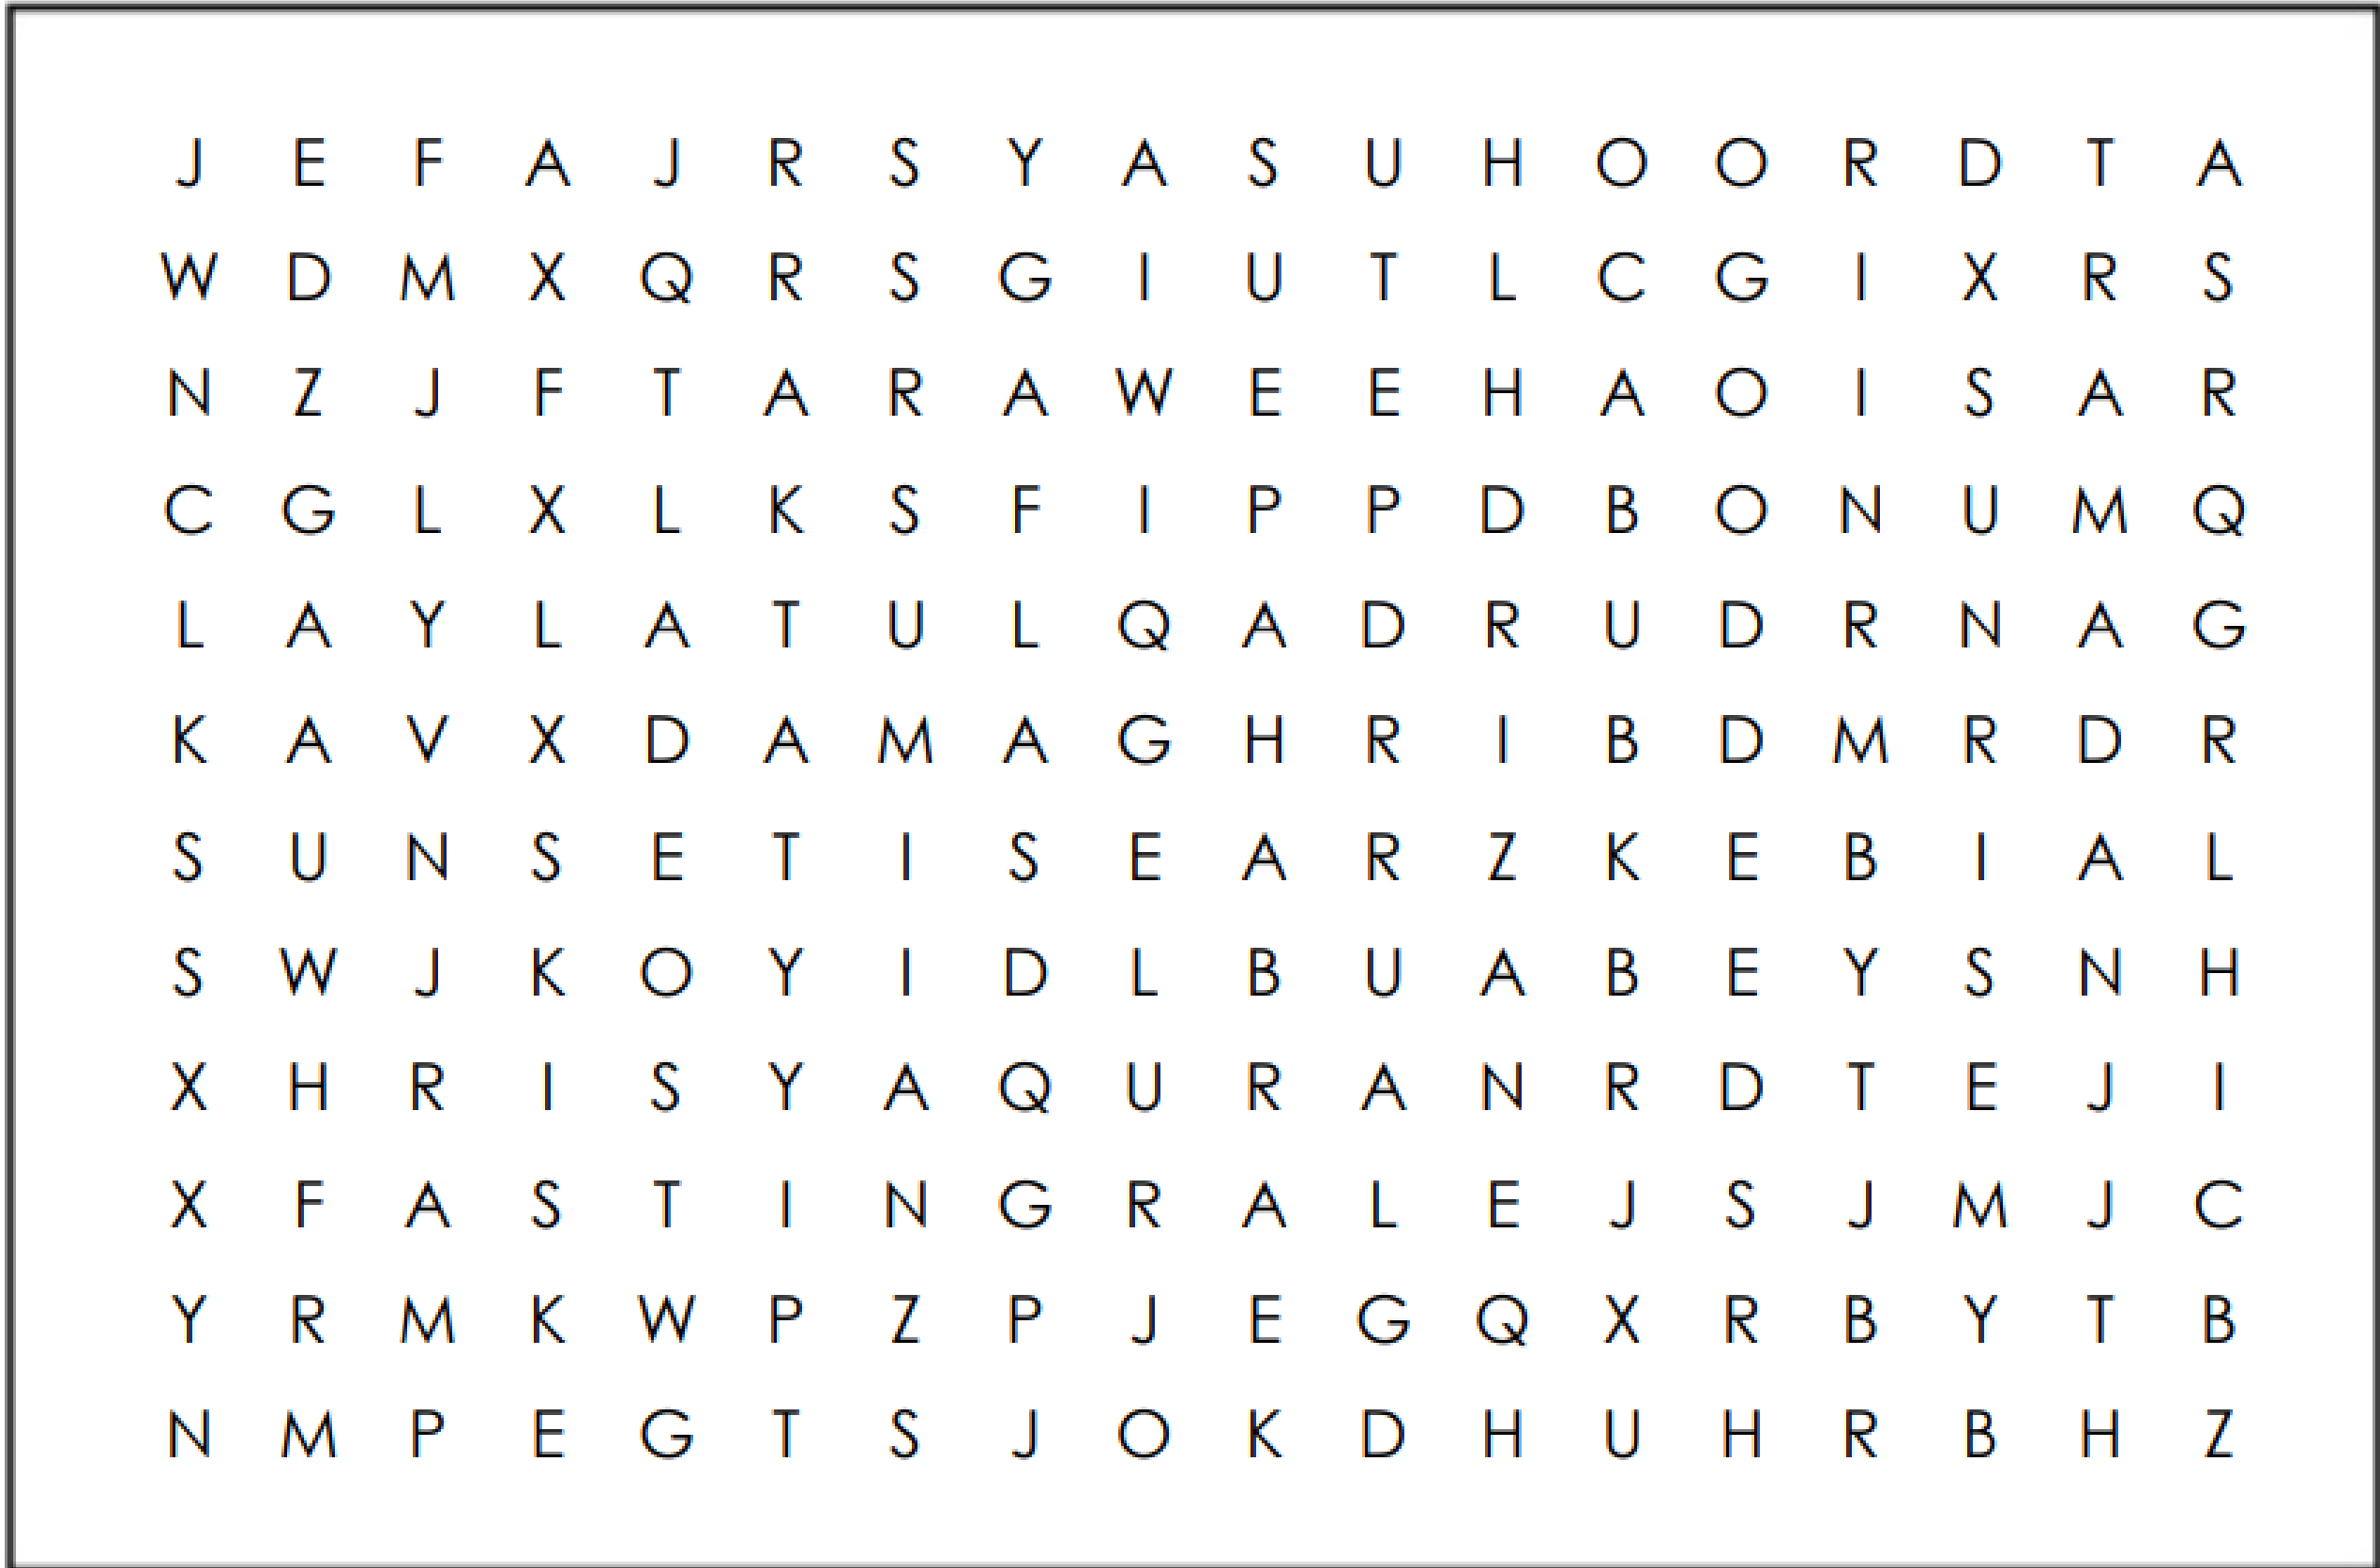 J E F A J R S Y A S U H O O R D T A
W D M X Q R S G I U T L C G I X R S
N Z J F T A R A W E E H A O I S A R
C G L X L K S F I P P D B O N U M Q
L A Y L A T U L Q A D R U D R N A G
K A V X D A M A G H R I B D M R D R
S U N S E T I S E A R Z K E B I A L
S W J K O Y I D L B U A B E Y S N H
X H R I S Y A Q U R A N R D T E J I
X F A S T I N G R A L E J S J M J C
Y R M K W P Z P J E G Q X R B Y T B
N M P E G T S J O K D H U H R B H Z